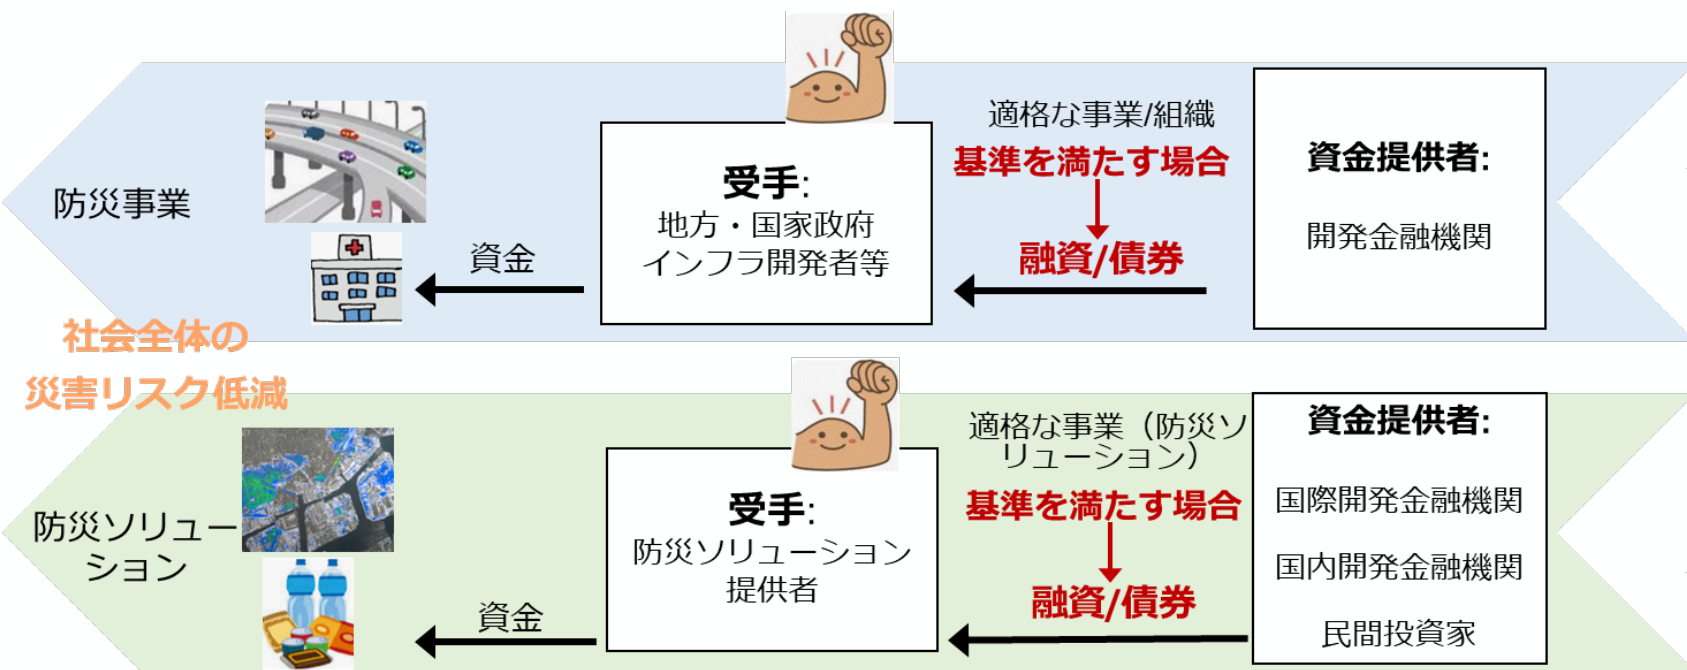 適格な事業/組織
基準を満たす場合
資金提供者:
受手:
防災事業
地方・国家政府
開発金融機関
資金
インフラ開発者等
融資/債券
社会全体の
災害リスク低減
適格な事業（防災ソ
リューション）
資金提供者:
基準を満たす場合
国際開発金融機関
受手:
防災ソリュー
ション
防災ソリューション
提供者
国内開発金融機関
融資/債券
資金
民間投資家